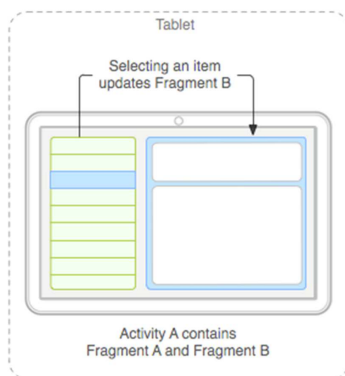 Tablet
Selecting an item
updates Fragment B
Activity A contains
Fragment A and Fragment B